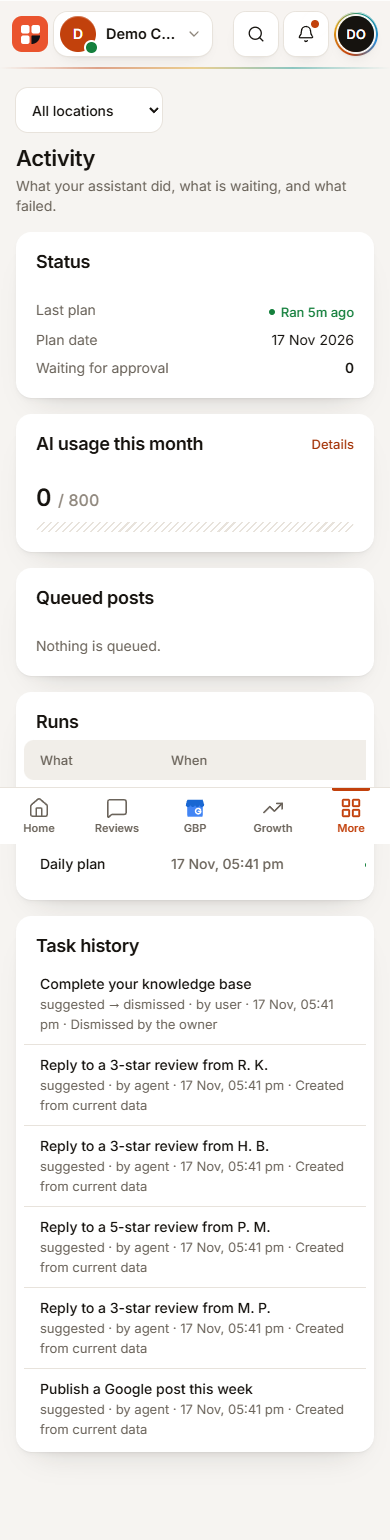 D
Demo C...
DO
All locations
Activity
What your assistant did, what is waiting, and what
failed.
Status
Last plan
Ran 5m ago
Plan date
17 Nov 2026
Waiting for approval
0
AI usage this month
Details
0 / 800
Queued posts
Nothing is queued.
Runs
What
When
Home
Reviews
GBP
Growth
More
Daily plan
17 Nov, 05:41 pm
Task history
Complete your knowledge base
suggested → dismissed · by user · 17 Nov, 05:41
pm · Dismissed by the owner
Reply to a 3-star review from R. K.
suggested · by agent · 17 Nov, 05:41 pm · Created
from current data
Reply to a 3-star review from H. B.
suggested · by agent · 17 Nov, 05:41 pm · Created
from current data
Reply to a 5-star review from P. M.
suggested · by agent · 17 Nov, 05:41 pm · Created
from current data
Reply to a 3-star review from M. P.
suggested · by agent · 17 Nov, 05:41 pm · Created
from current data
Publish a Google post this week
suggested · by agent · 17 Nov, 05:41 pm · Created
from current data